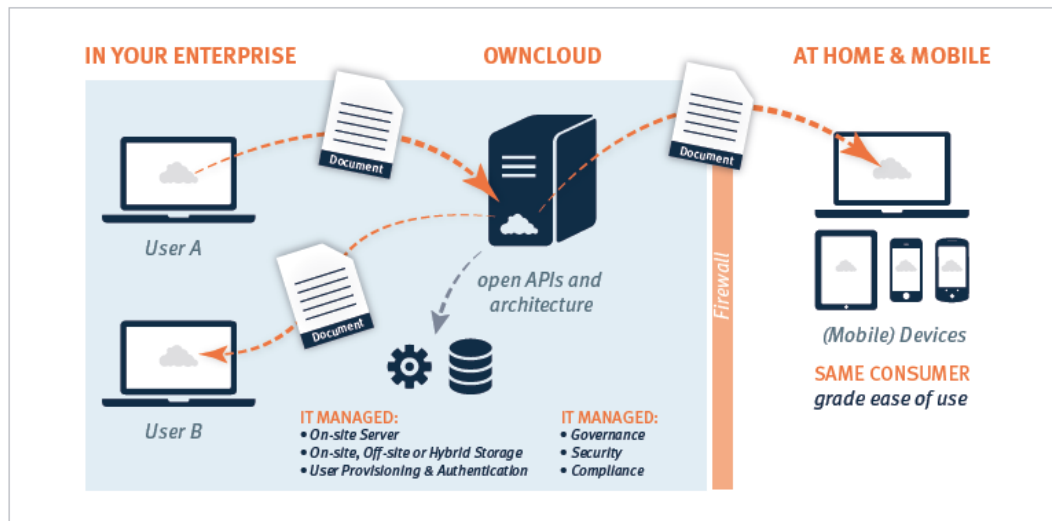 IN YOUR ENTERPRISE
OWNCLOUD
AT HOME & MOBILE
Document
Document
Document
User A
open APIs and
architecture
Firewall
(Mobile) Devices
SAME CONSUMER
grade ease of use
User B
IT MANAGED:
• On-site Server
• On-site, Off-site or Hybrid Storage
• User Provisioning & Authentication
IT MANAGED:
• Governance
• Security
• Compliance